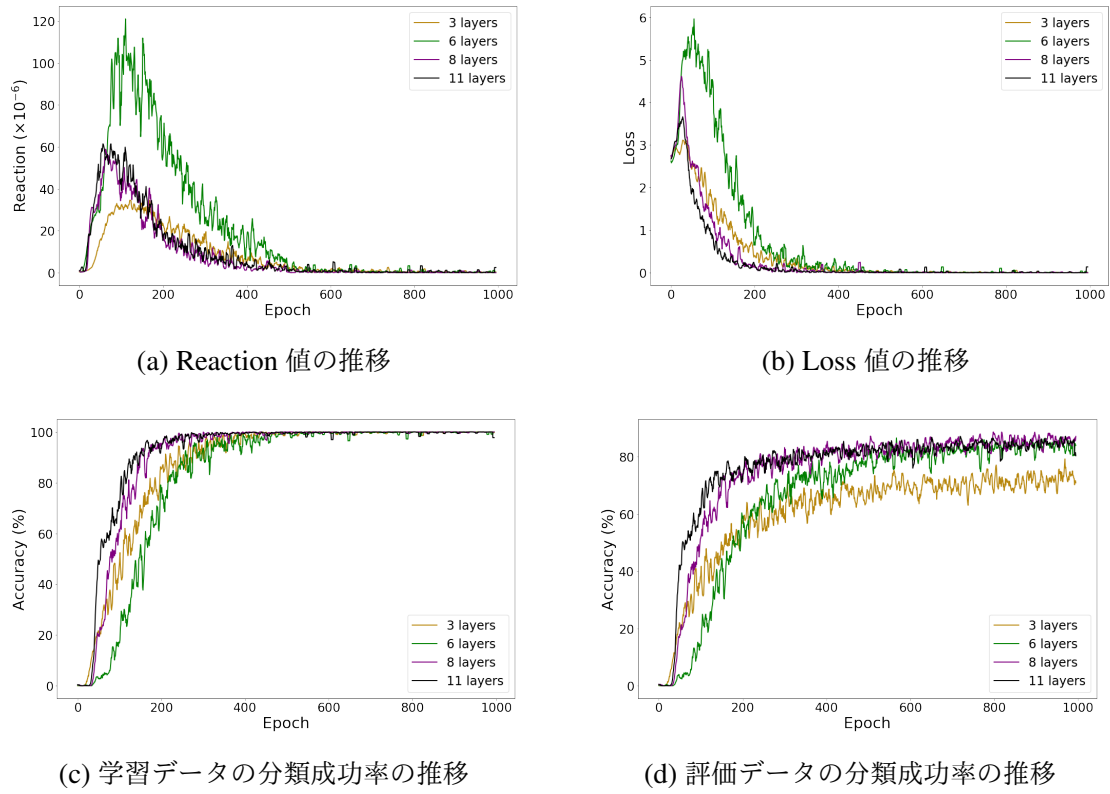 120
100
80
60
40
20
0
Reaction (×10⁻⁶)
0 200 400 600 800 1000
Epoch
3 layers
6 layers
8 layers
11 layers
(a) Reaction 値の推移
6
5
4
3
2
1
0
Loss
0 200 400 600 800 1000
Epoch
3 layers
6 layers
8 layers
11 layers
(b) Loss 値の推移
100
80
60
40
20
0
Accuracy (%)
0 200 400 600 800 1000
Epoch
3 layers
6 layers
8 layers
11 layers
(c) 学習データの分類成功率の推移
80
60
40
20
0
Accuracy (%)
0 200 400 600 800 1000
Epoch
3 layers
6 layers
8 layers
11 layers
(d) 評価データの分類成功率の推移